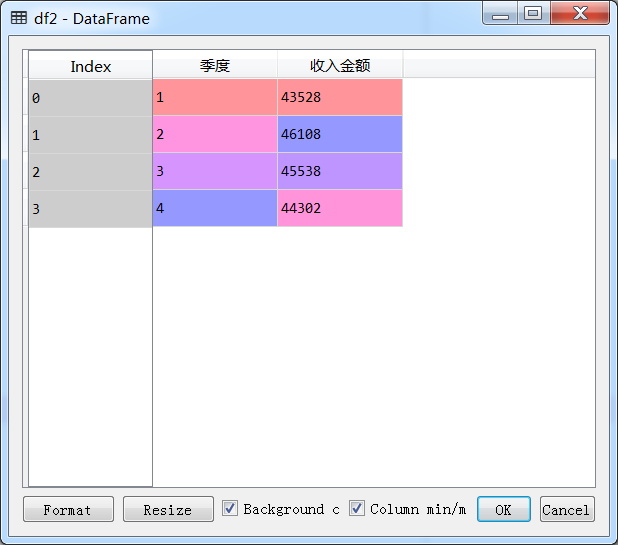 df2 - DataFrame
Index 季度 收入金额
0 1 43528
1 2 46108
2 3 45538
3 4 44302
Format Resize Background c Column min/m OK Cancel